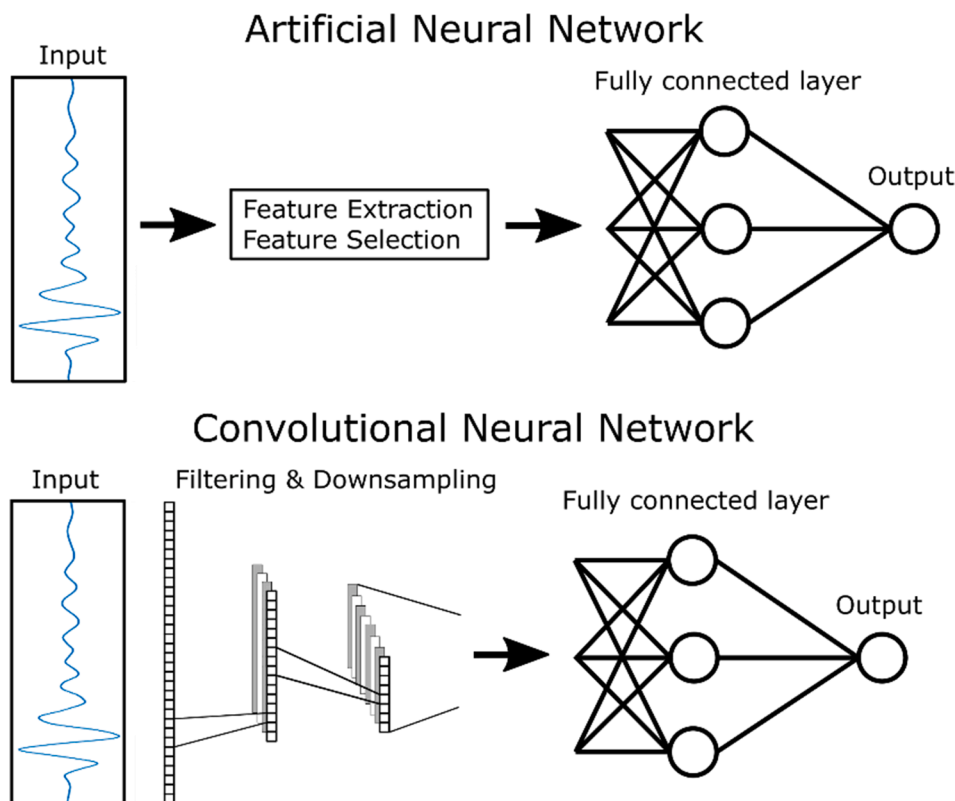 Artificial Neural Network
Input
Fully connected layer
Output
Feature Extraction
Feature Selection
Convolutional Neural Network
Input
Filtering & Downsampling
Fully connected layer
Output